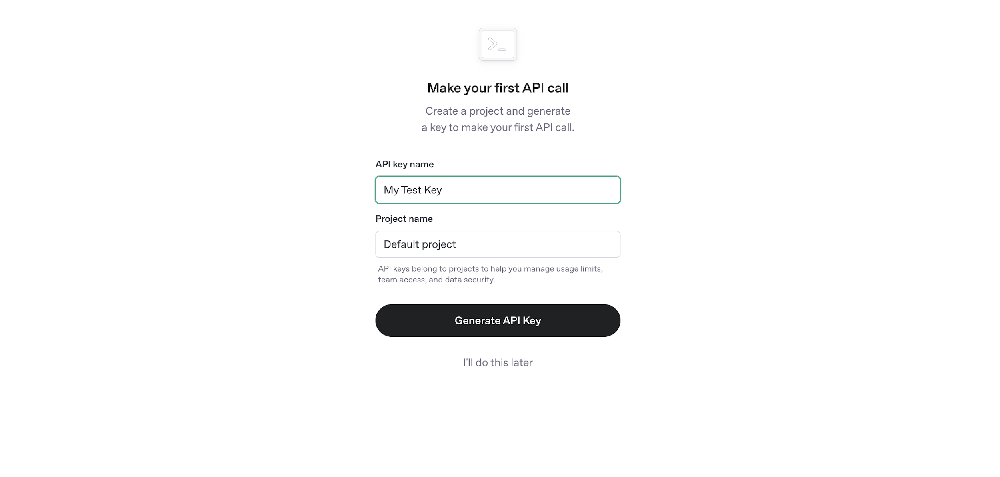 >_
Make your first API call
Create a project and generate
a key to make your first API call.
API key name
My Test Key
Project name
Default project
API keys belong to projects to help you manage usage limits,
team access, and data security.
Generate API Key
I'll do this later